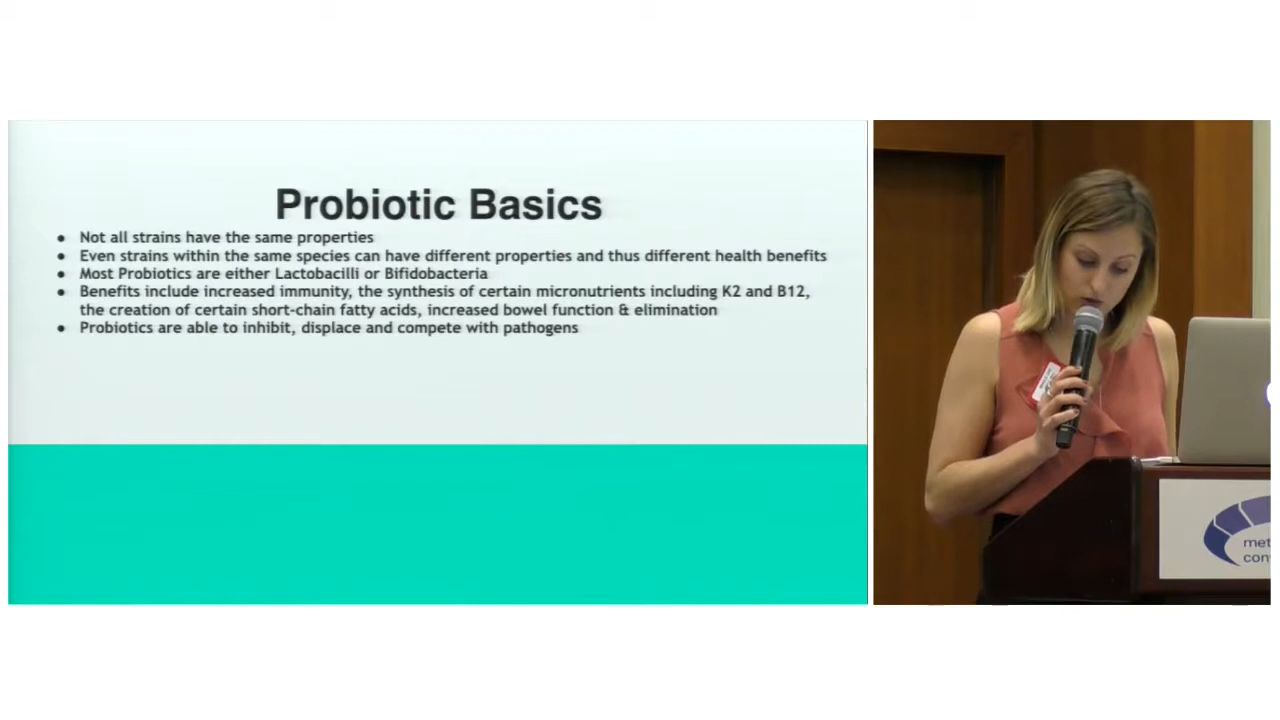 Probiotic Basics
● Not all strains have the same properties
● Even strains within the same species can have different properties and thus different health benefits
● Most Probiotics are either Lactobacilli or Bifidobacteria
● Benefits include increased immunity, the synthesis of certain micronutrients including K2 and B12,
the creation of certain short-chain fatty acids, increased bowel function & elimination
● Probiotics are able to inhibit, displace and compete with pathogens
met
con